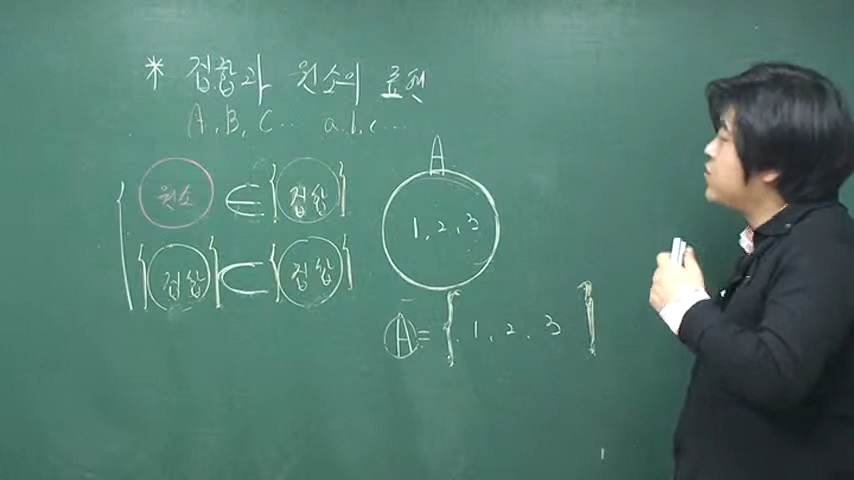 * 집합과 원소의 표현
A, B, C ... a, b, c ...
원소 ∈ {집합}
{집합} ⊂ {집합}
A
1, 2, 3
A = { 1, 2, 3 }